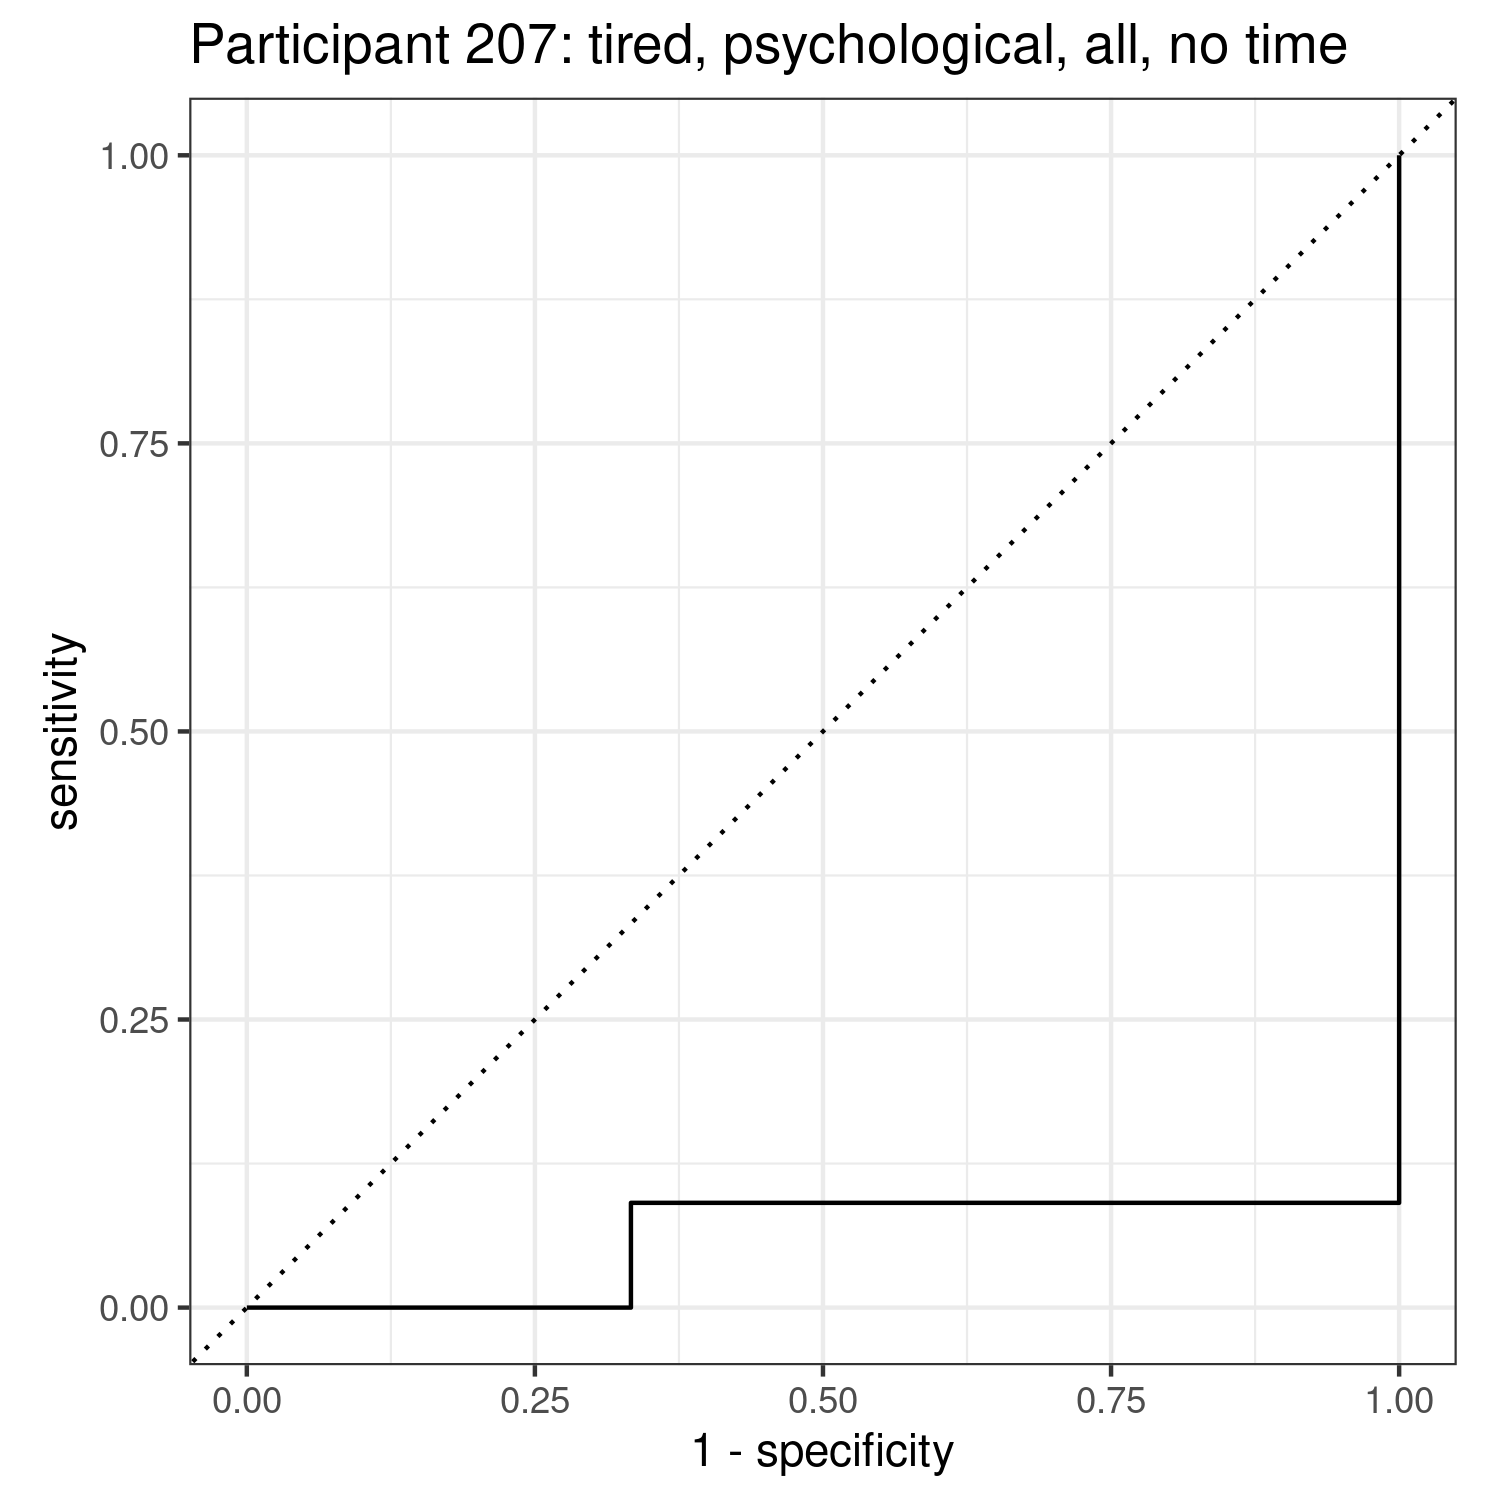 Participant 207: tired, psychological, all, no time
1.00
0.75
0.50
0.25
0.00
sensitivity
0.00 0.25 0.50 0.75 1.00
1 - specificity